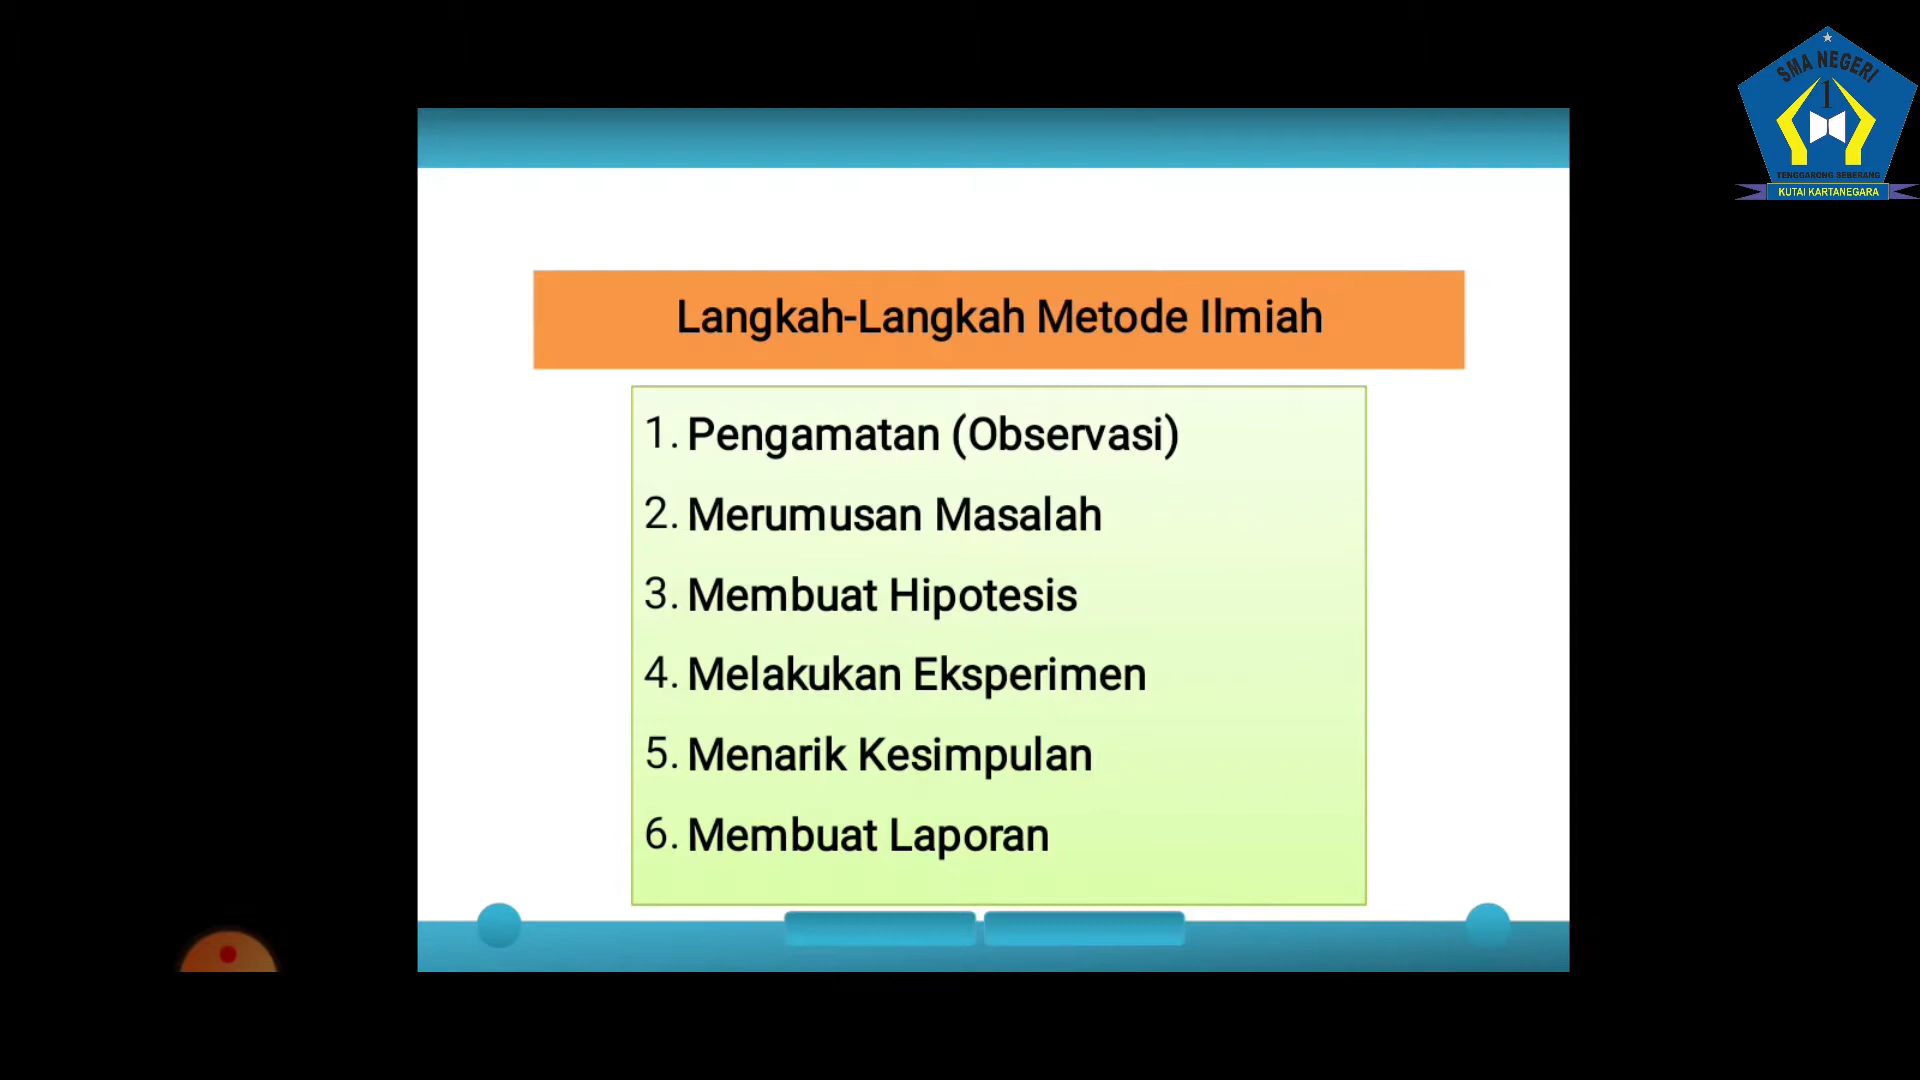 SMA NEGERI
1
TENGGARONG SEBERANG
KUTAI KARTANEGARA
Langkah-Langkah Metode Ilmiah
1. Pengamatan (Observasi)
2. Merumusan Masalah
3. Membuat Hipotesis
4. Melakukan Eksperimen
5. Menarik Kesimpulan
6. Membuat Laporan